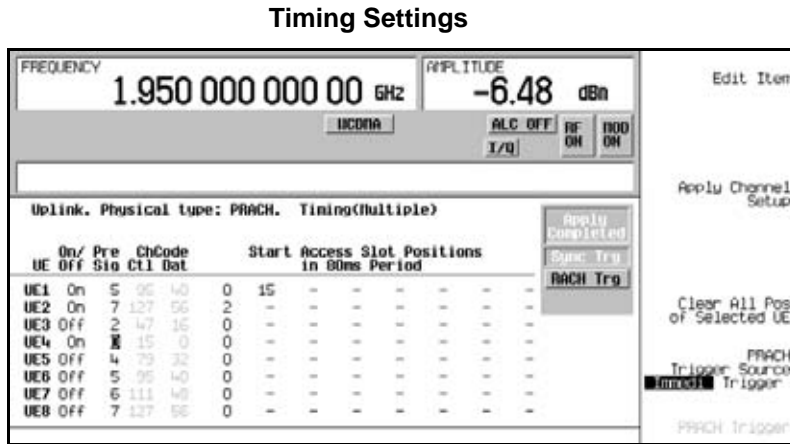 Timing Settings
FREQUENCY
1.950 000 000 00 GHz
AMPLITUDE
-6.48 dBm
WCDMA
ALC OFF
I/Q
RF ON
MOD ON
Uplink. Physical type: PRACH. Timing(Multiple)
On/ Pre ChCode Start Access Slot Positions
UE Off Sig Ctl Dat in 80ms Period
UE1 On 5 95 40 0 15 - - - - - - -
UE2 On 7 127 56 2 - - - - - - - -
UE3 Off 2 47 16 0 - - - - - - - -
UE4 On 15 0 0 - - - - - - - -
UE5 Off 4 79 32 0 - - - - - - - -
UE6 Off 5 95 40 0 - - - - - - - -
UE7 Off 6 111 48 0 - - - - - - - -
UE8 Off 7 127 56 0 - - - - - - - -
Apply Completed
Sync Trg
RACH Trg
Edit Item
Apply Channel Setup
Clear All Pos of Selected UE
PRACH Trigger Source
Immedi Trigger
PRACH Trigger